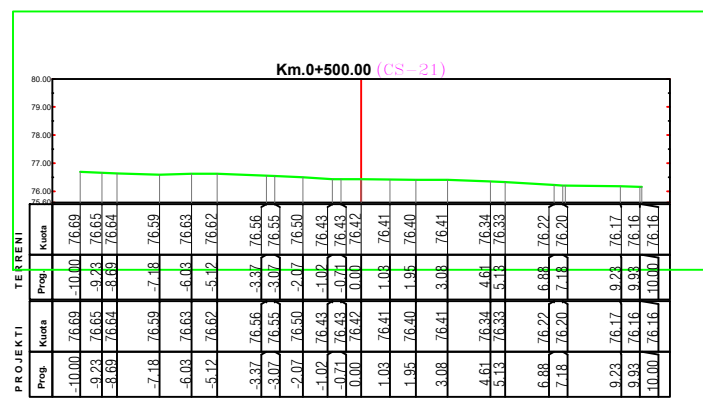 Km.0+500.00 (CS-21)
80.00
79.00
78.00
77.00
76.00
75.60
TERRENI
Kuota 76.69 76.65 76.64 76.59 76.63 76.62 76.56 76.55 76.50 76.43 76.43 76.42 76.41 76.40 76.41 76.34 76.33 76.22 76.20 76.17 76.16 76.16
Prog. -10.00 -9.23 -8.69 -7.18 -6.03 -5.12 -3.37 -3.07 -2.07 -1.02 -0.71 0.00 1.03 1.95 3.08 4.61 5.13 6.88 7.18 9.23 9.93 10.00
PROJEKTI
Kuota 76.69 76.65 76.64 76.59 76.63 76.62 76.56 76.55 76.50 76.43 76.43 76.42 76.41 76.40 76.41 76.34 76.33 76.22 76.20 76.17 76.16 76.16
Prog. -10.00 -9.23 -8.69 -7.18 -6.03 -5.12 -3.37 -3.07 -2.07 -1.02 -0.71 0.00 1.03 1.95 3.08 4.61 5.13 6.88 7.18 9.23 9.93 10.00